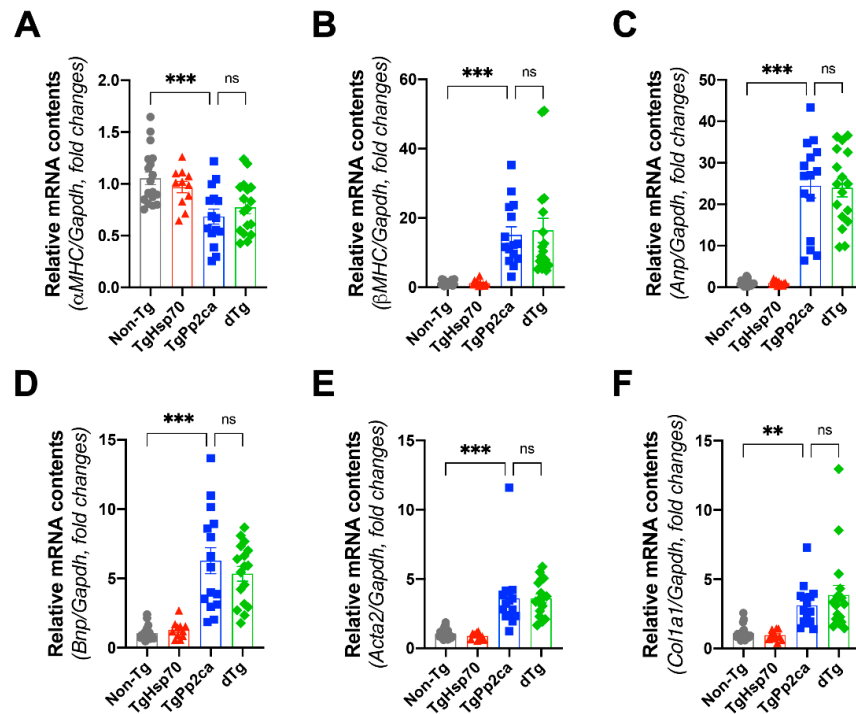 A
Relative mRNA contents
(αMHC/Gapdh, fold changes)
2.0
1.5
1.0
0.5
0.0
***
ns
Non-Tg
TgHsp70
TgPp2ca
dTg
B
Relative mRNA contents
(βMHC/Gapdh, fold changes)
60
40
20
0
***
ns
Non-Tg
TgHsp70
TgPp2ca
dTg
C
Relative mRNA contents
(Anp/Gapdh, fold changes)
50
40
30
20
10
0
***
ns
Non-Tg
TgHsp70
TgPp2ca
dTg
D
Relative mRNA contents
(Bnp/Gapdh, fold changes)
15
10
5
0
***
ns
Non-Tg
TgHsp70
TgPp2ca
dTg
E
Relative mRNA contents
(Acta2/Gapdh, fold changes)
15
10
5
0
***
ns
Non-Tg
TgHsp70
TgPp2ca
dTg
F
Relative mRNA contents
(Col1a1/Gapdh, fold changes)
15
10
5
0
**
ns
Non-Tg
TgHsp70
TgPp2ca
dTg